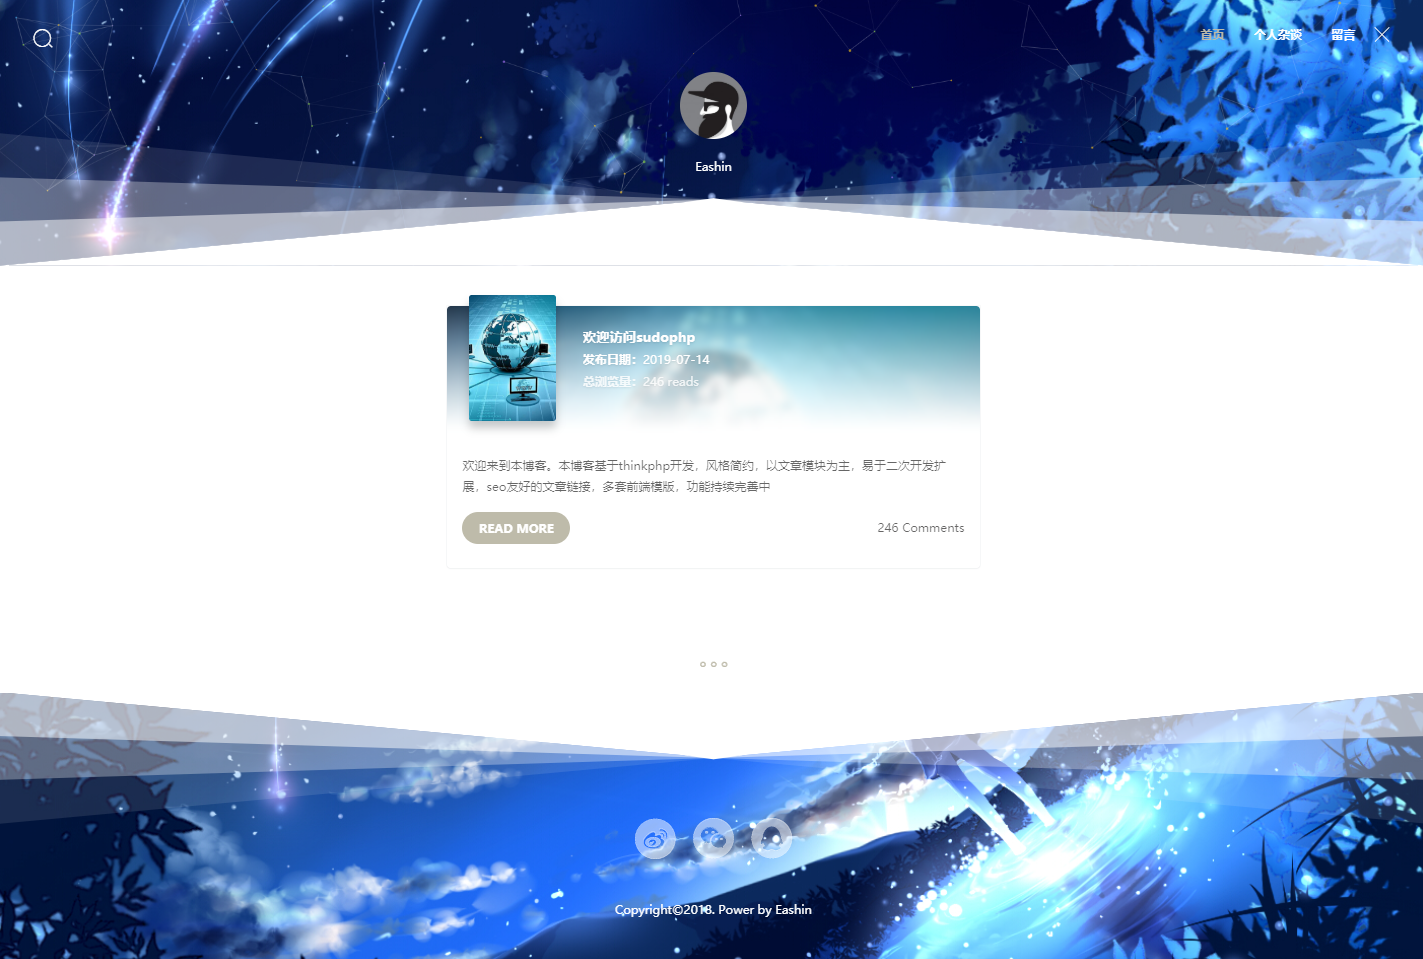 首页 个人杂谈 留言
Eashin
欢迎访问sudophp
发布日期：2019-07-14
总浏览量：246 reads
欢迎来到本博客。本博客基于thinkphp开发，风格简约，以文章模块为主，易于二次开发扩
展，seo友好的文章链接，多套前端模版，功能持续完善中
READ MORE
246 Comments
Copyright©2018. Power by Eashin